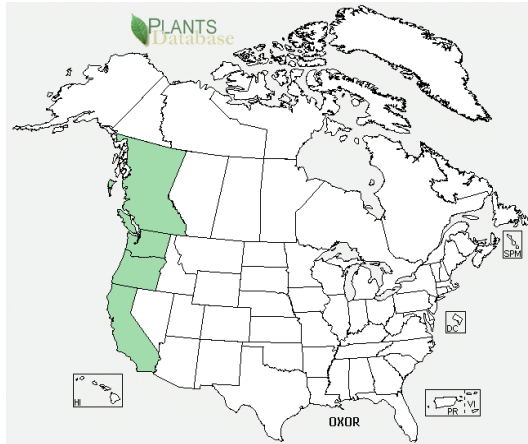 PLANTS
Database
SPM
DC
HI
PR
VI
OXOR